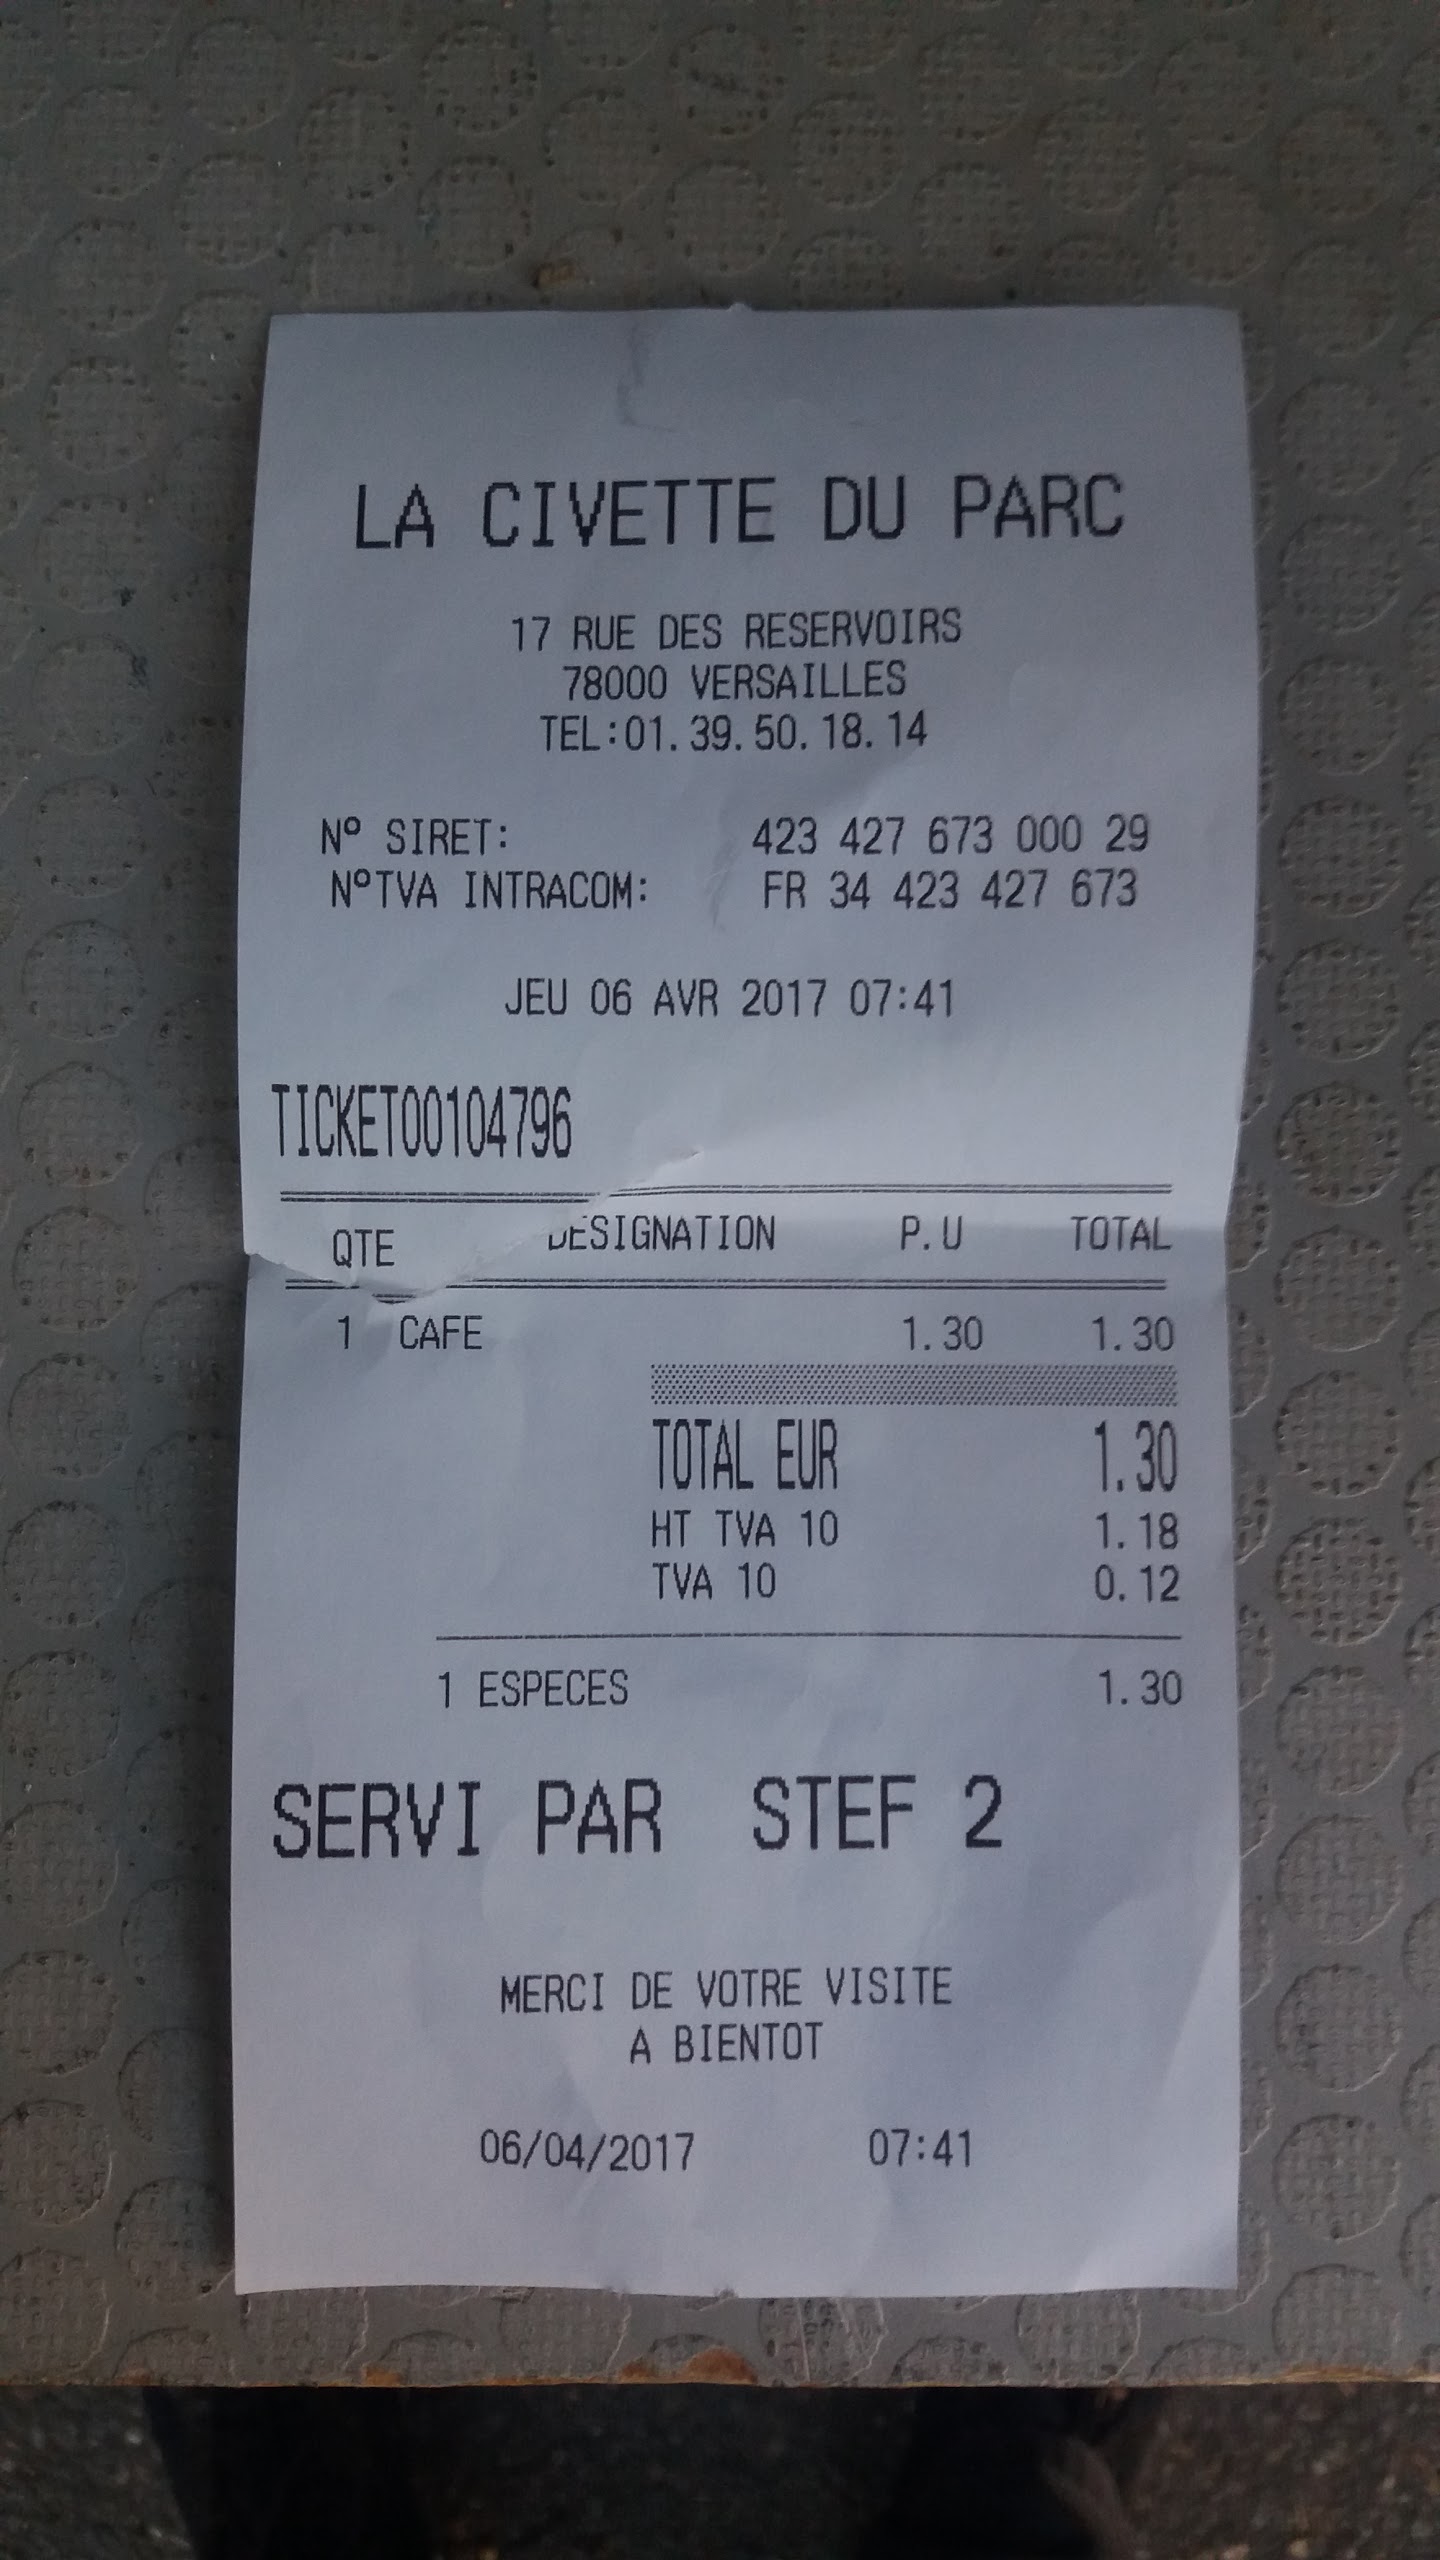 LA CIVETTE DU PARC
17 RUE DES RESERVOIRS
78000 VERSAILLES
TEL:01.39.50.18.14
Nº SIRET: 423 427 673 000 29
NºTVA INTRACOM: FR 34 423 427 673
JEU 06 AVR 2017 07:41
TICKET00104796
QTE DESIGNATION P.U TOTAL
1 CAFE 1.30 1.30
TOTAL EUR 1.30
HT TVA 10 1.18
TVA 10 0.12
1 ESPECES 1.30
SERVI PAR STEF 2
MERCI DE VOTRE VISITE
A BIENTOT
06/04/2017 07:41